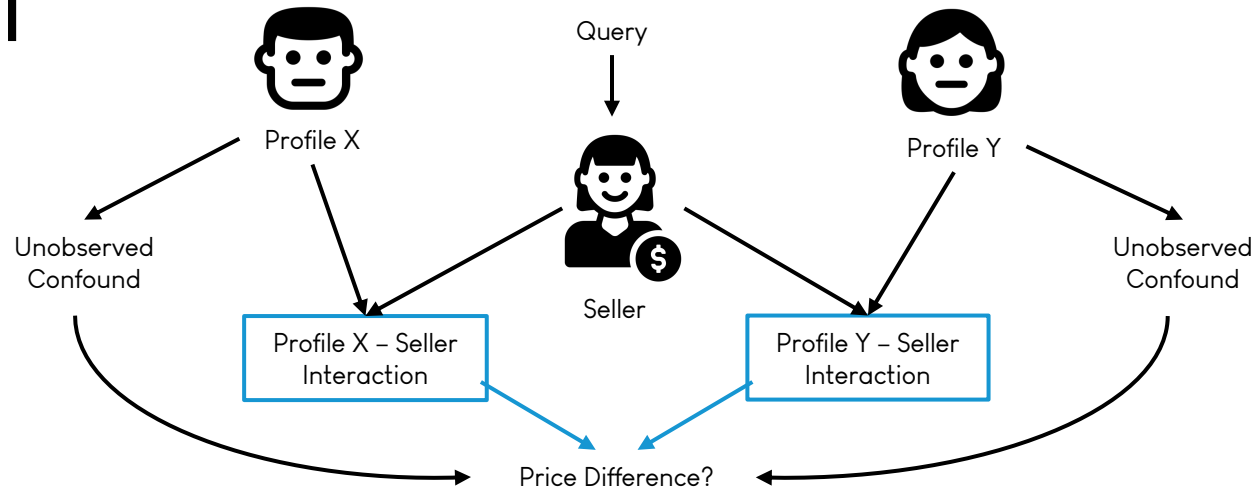 Query
Profile X
Profile Y
Unobserved
Confound
Unobserved
Confound
$
Seller
Profile X – Seller
Interaction
Profile Y – Seller
Interaction
Price Difference?